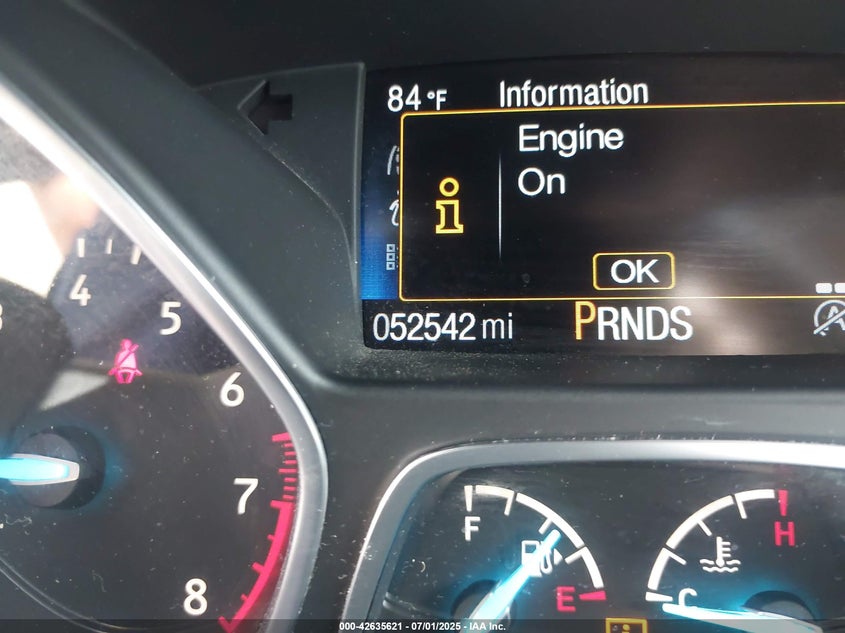 84 °F Information
Engine
On
OK
052542 mi PRNDS
4
5
6
7
8
F
E
H
C
000-42635621 - 07/01/2025 - IAA Inc.